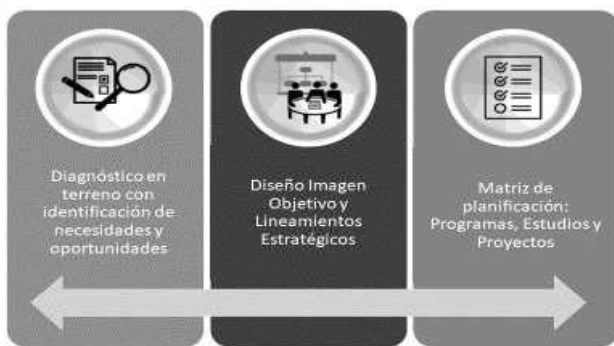 Diagnóstico en
terreno con
identificación de
necesidades y
oportunidades
Diseño Imagen
Objetivo y
Lineamientos
Estratégicos
Matriz de
planificación:
Programas, Estudios y
Proyectos